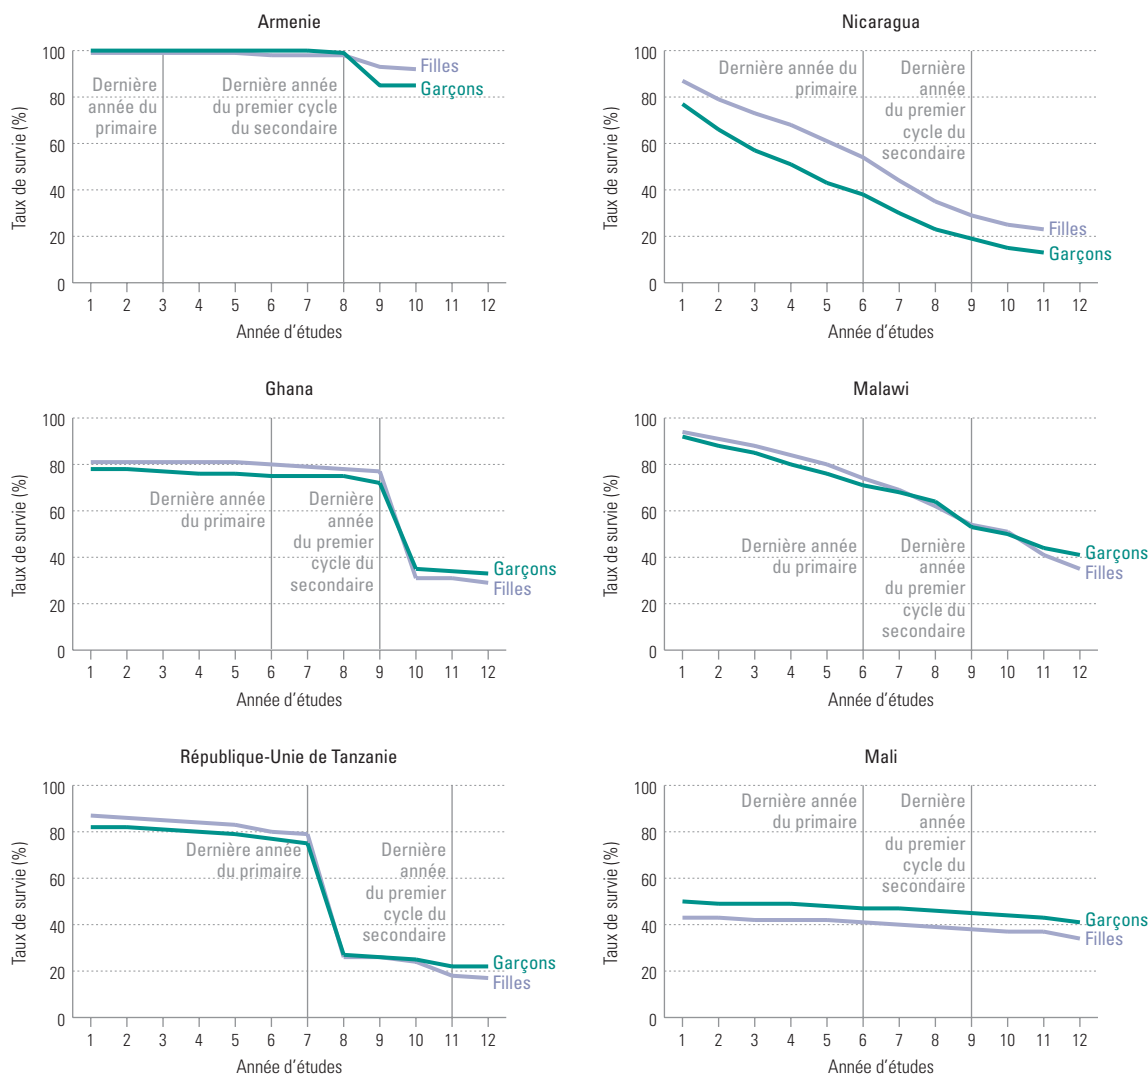 Armenie
Taux de survie (%)
100
80
60
40
20
0
Dernière
année du
primaire
Dernière année
du premier cycle
du secondaire
Filles
Garçons
1 2 3 4 5 6 7 8 9 10 11 12
Année d'études
Nicaragua
Taux de survie (%)
100
80
60
40
20
0
Dernière année du
primaire
Dernière
année
du premier
cycle du
secondaire
Filles
Garçons
1 2 3 4 5 6 7 8 9 10 11 12
Année d'études
Ghana
Taux de survie (%)
100
80
60
40
20
0
Dernière année
du primaire
Dernière
année
du premier
cycle du
secondaire
Garçons
Filles
1 2 3 4 5 6 7 8 9 10 11 12
Année d'études
Malawi
Taux de survie (%)
100
80
60
40
20
0
Dernière année
du primaire
Dernière
année
du premier
cycle du
secondaire
Garçons
Filles
1 2 3 4 5 6 7 8 9 10 11 12
Année d'études
République-Unie de Tanzanie
Taux de survie (%)
100
80
60
40
20
0
Dernière année
du primaire
Dernière
année
du premier
cycle du
secondaire
Garçons
Filles
1 2 3 4 5 6 7 8 9 10 11 12
Année d'études
Mali
Taux de survie (%)
100
80
60
40
20
0
Dernière année
du primaire
Dernière
année
du premier
cycle du
secondaire
Garçons
Filles
1 2 3 4 5 6 7 8 9 10 11 12
Année d'études